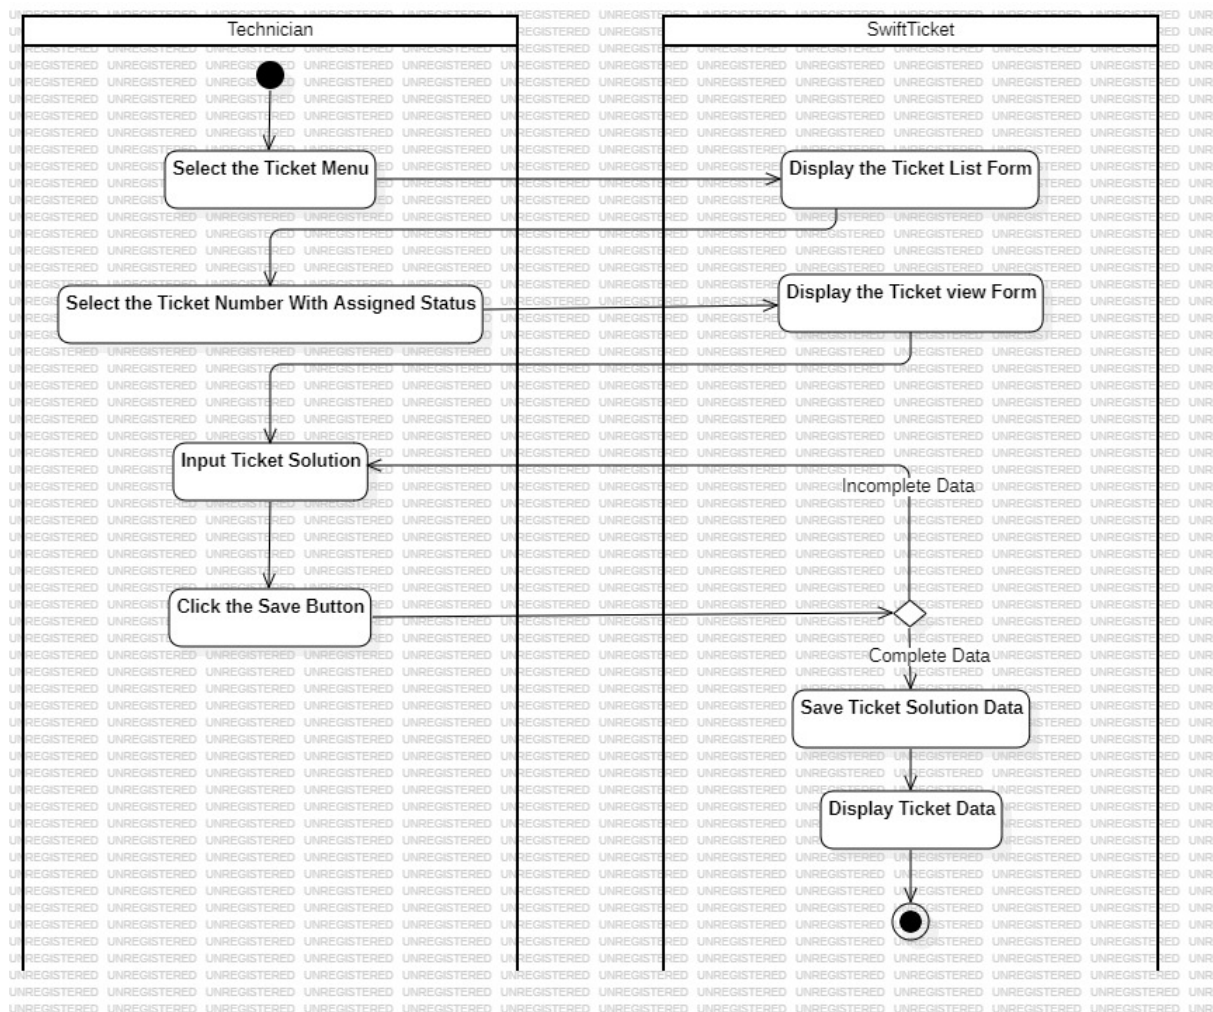 Technician
SwiftTicket
Select the Ticket Menu
Display the Ticket List Form
Select the Ticket Number With Assigned Status
Display the Ticket view Form
Input Ticket Solution
Incomplete Data
Click the Save Button
Complete Data
Save Ticket Solution Data
Display Ticket Data
UNREGISTERED